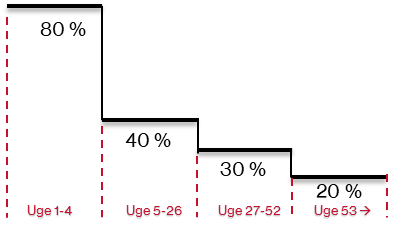 80 %
40 %
30 %
20 %
Uge 1-4
Uge 5-26
Uge 27-52
Uge 53→